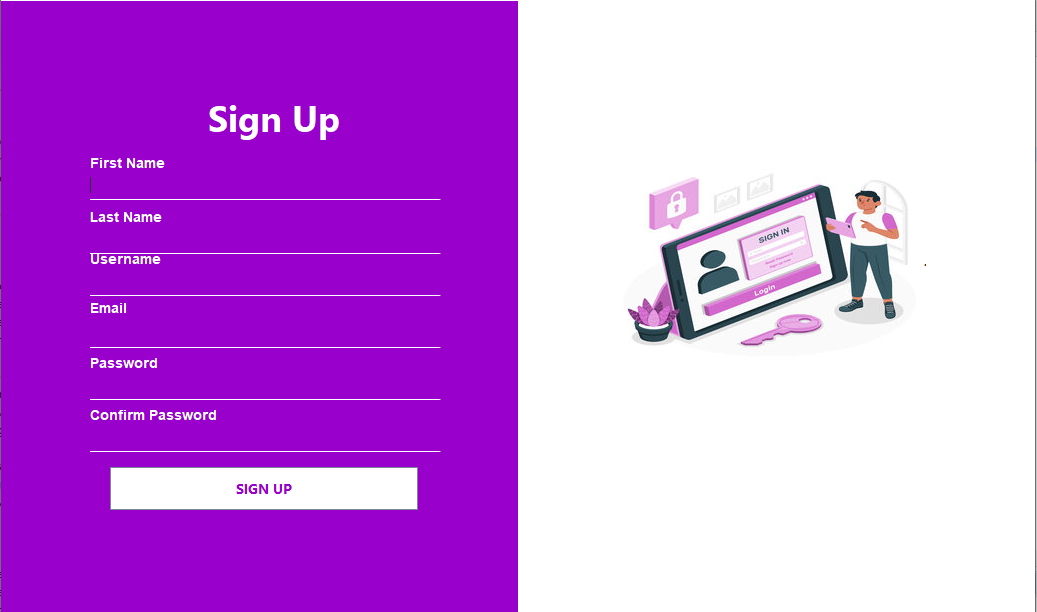 Sign Up
First Name
Last Name
Username
Email
Password
Confirm Password
SIGN UP
SIGN IN
Login